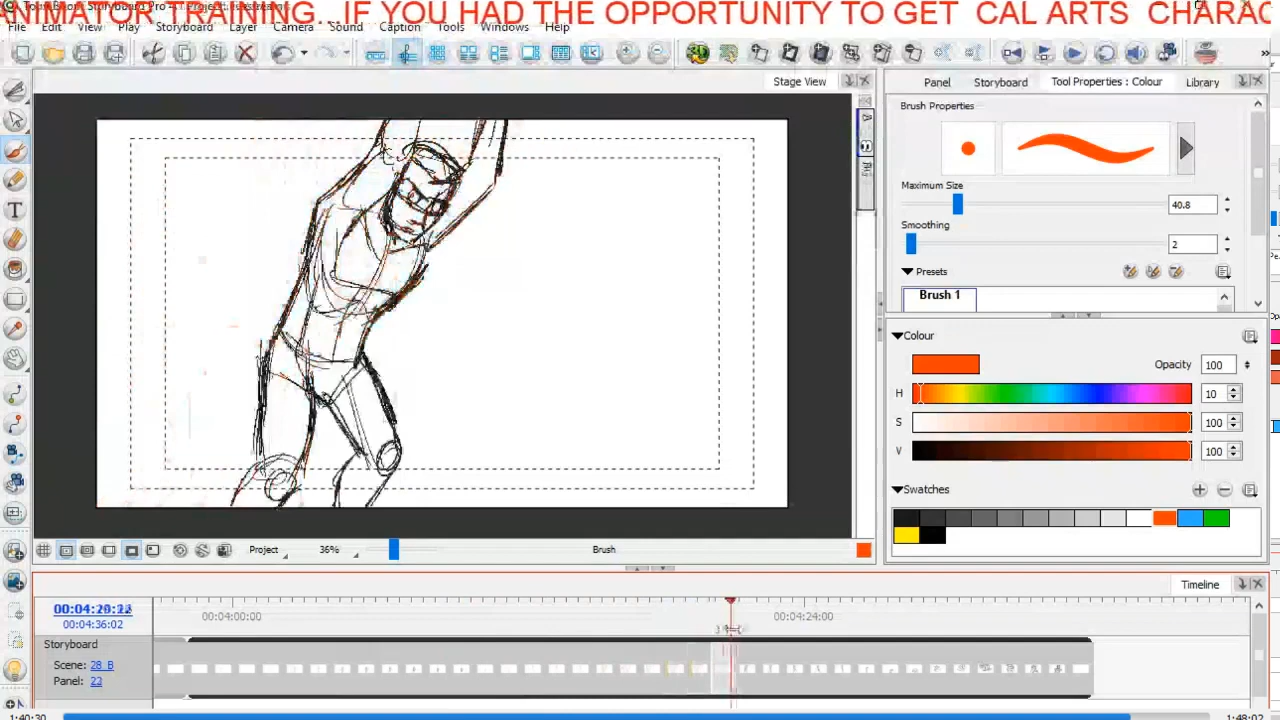 ANIMATOR TRAINING.. IF YOU HAD THE OPPORTUNITY TO GET CAL ARTS CHARAC
File Edit View Play Storyboard Layer Camera Sound Caption Tools Windows Help
Stage View
Panel Storyboard Tool Properties : Colour Library
Brush Properties
Maximum Size
40.8
Smoothing
2
Presets
Brush 1
Colour
Opacity 100
H 10
S 100
V 100
Swatches
Project 36% Brush
Timeline
00:04:36:02
00:04:00:00 00:04:24:00
Storyboard
Scene: 28_B
Panel: 23
1:40:30 1:48:02